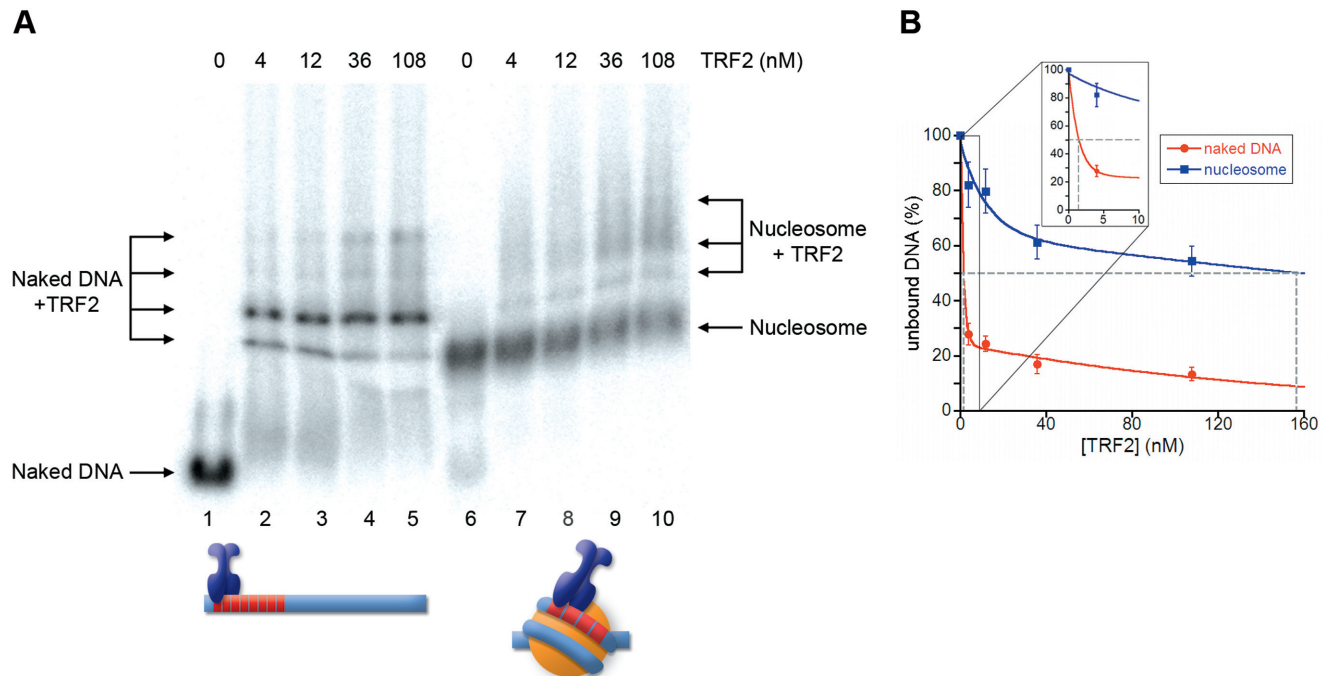 A
0 4 12 36 108 0 4 12 36 108 TRF2 (nM)
Naked DNA
+TRF2
Nucleosome
+ TRF2
Nucleosome
Naked DNA
1 2 3 4 5 6 7 8 9 10
B
100
80
60
40
20
0
0 5 10
naked DNA
nucleosome
unbound DNA (%)
100
80
60
40
20
0
0 40 80 120 160
[TRF2] (nM)